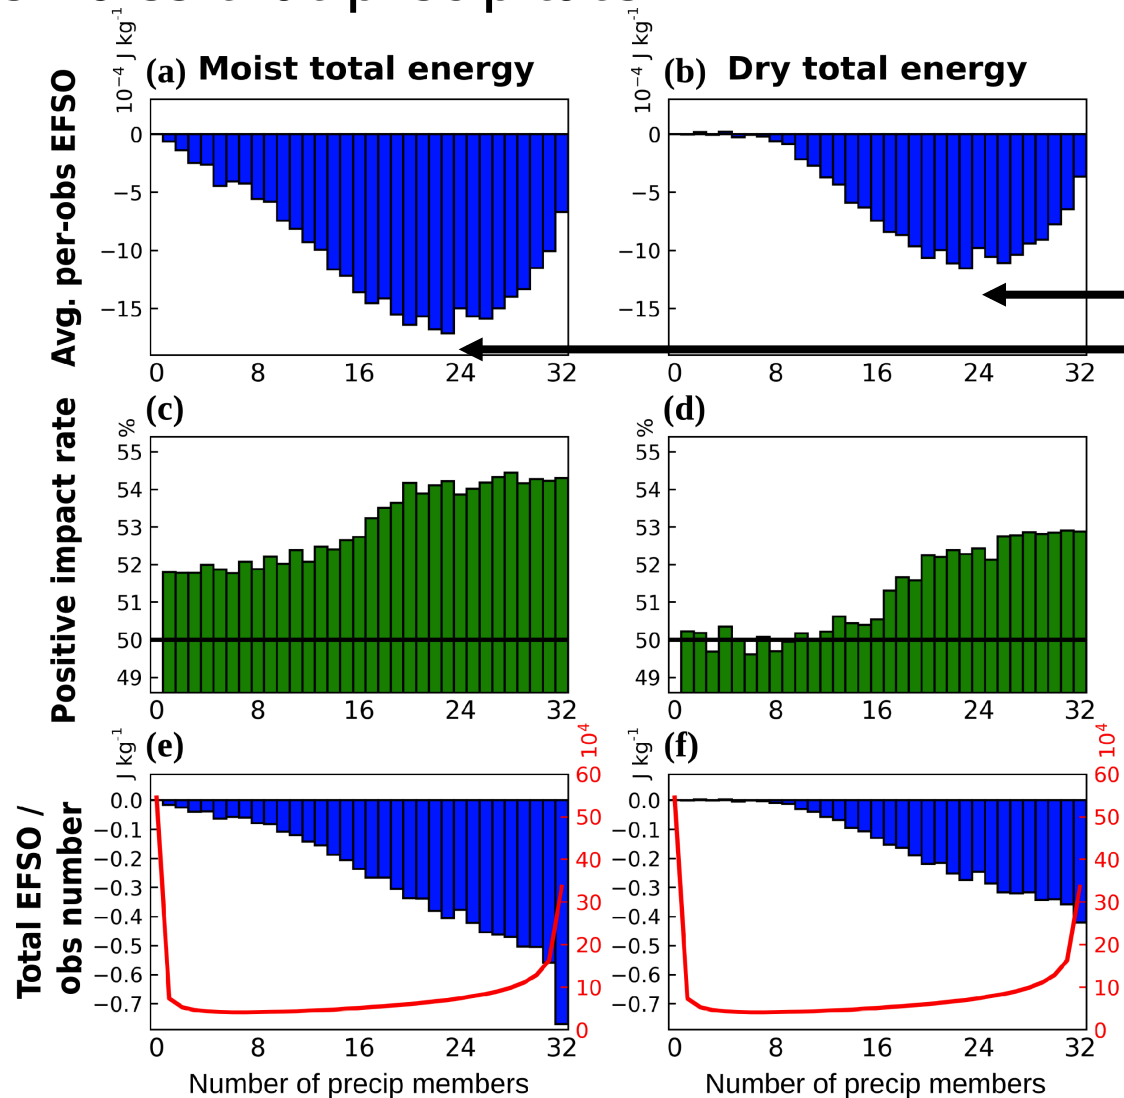 (a) Moist total energy
(b) Dry total energy
10⁻⁴ J kg⁻¹
10⁻⁴ J kg⁻¹
Avg. per-obs EFSO
0
−5
−10
−15
0 8 16 24 32
0
−5
−10
−15
0 8 16 24 32
(c)
(d)
%
%
Positive impact rate
55
54
53
52
51
50
49
0 8 16 24 32
55
54
53
52
51
50
49
0 8 16 24 32
(e)
(f)
J kg⁻¹
10⁴
J kg⁻¹
10⁴
Total EFSO /
obs number
0.0
−0.1
−0.2
−0.3
−0.4
−0.5
−0.6
−0.7
60
50
40
30
20
10
0
0 8 16 24 32
Number of precip members
0.0
−0.1
−0.2
−0.3
−0.4
−0.5
−0.6
−0.7
60
50
40
30
20
10
0
0 8 16 24 32
Number of precip members